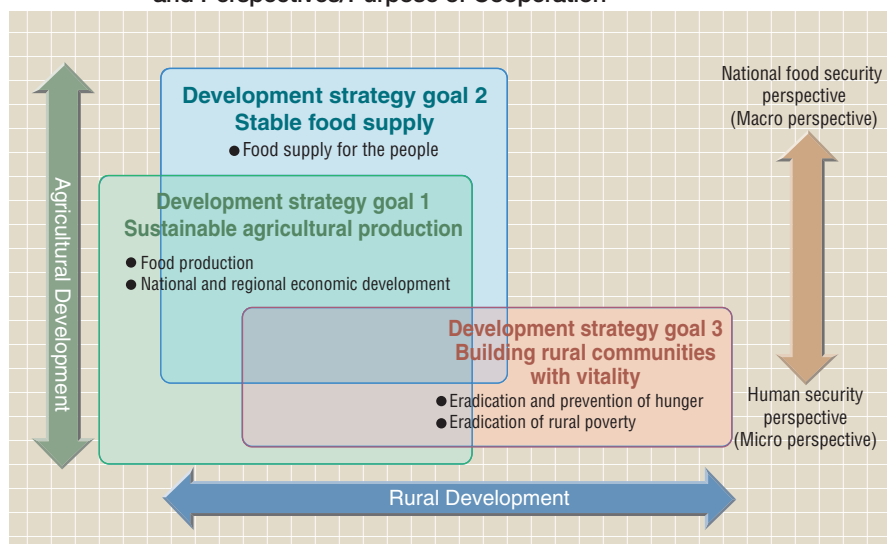 and Perspectives/Purpose of Cooperation
Development strategy goal 2
Stable food supply
● Food supply for the people
Development strategy goal 1
Sustainable agricultural production
● Food production
● National and regional economic development
Development strategy goal 3
Building rural communities
with vitality
● Eradication and prevention of hunger
● Eradication of rural poverty
Agricultural Development
Rural Development
National food security
perspective
(Macro perspective)
Human security
perspective
(Micro perspective)